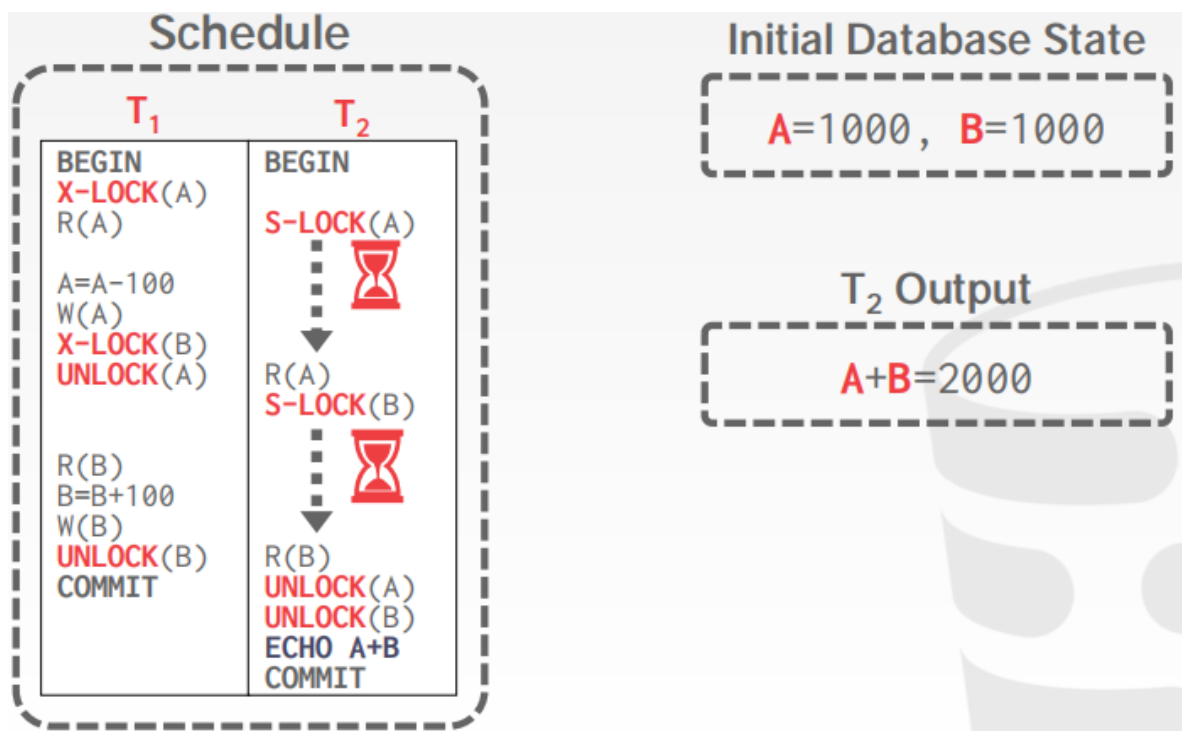 Schedule
T1
T2
BEGIN
X-LOCK(A)
R(A)
A=A-100
W(A)
X-LOCK(B)
UNLOCK(A)
R(B)
B=B+100
W(B)
UNLOCK(B)
COMMIT
BEGIN
S-LOCK(A)
R(A)
S-LOCK(B)
R(B)
UNLOCK(A)
UNLOCK(B)
ECHO A+B
COMMIT
Initial Database State
A=1000, B=1000
T2 Output
A+B=2000